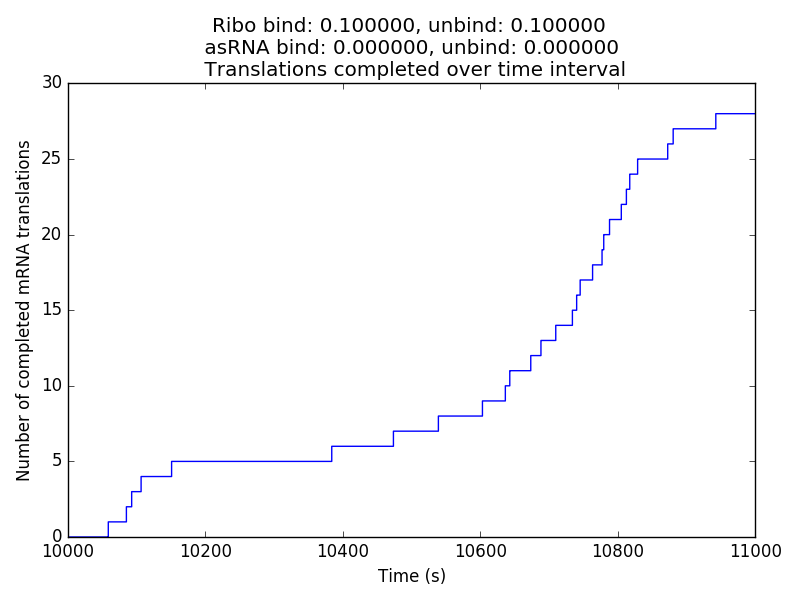 Ribo bind: 0.100000, unbind: 0.100000
asRNA bind: 0.000000, unbind: 0.000000
Translations completed over time interval
30
25
20
15
10
5
0
Number of completed mRNA translations
10000 10200 10400 10600 10800 11000
Time (s)